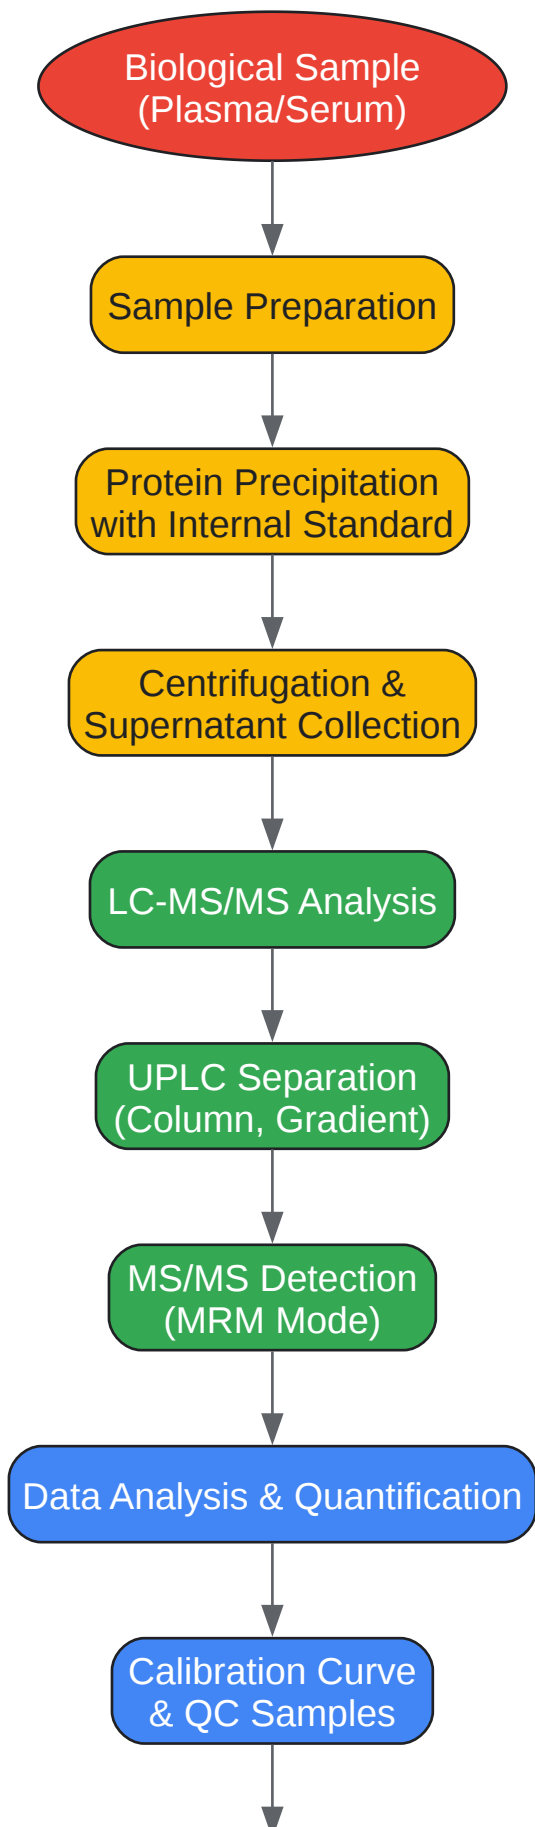 Biological Sample
(Plasma/Serum)
Sample Preparation
Protein Precipitation
with Internal Standard
Centrifugation &
Supernatant Collection
LC-MS/MS Analysis
UPLC Separation
(Column, Gradient)
MS/MS Detection
(MRM Mode)
Data Analysis & Quantification
Calibration Curve
& QC Samples